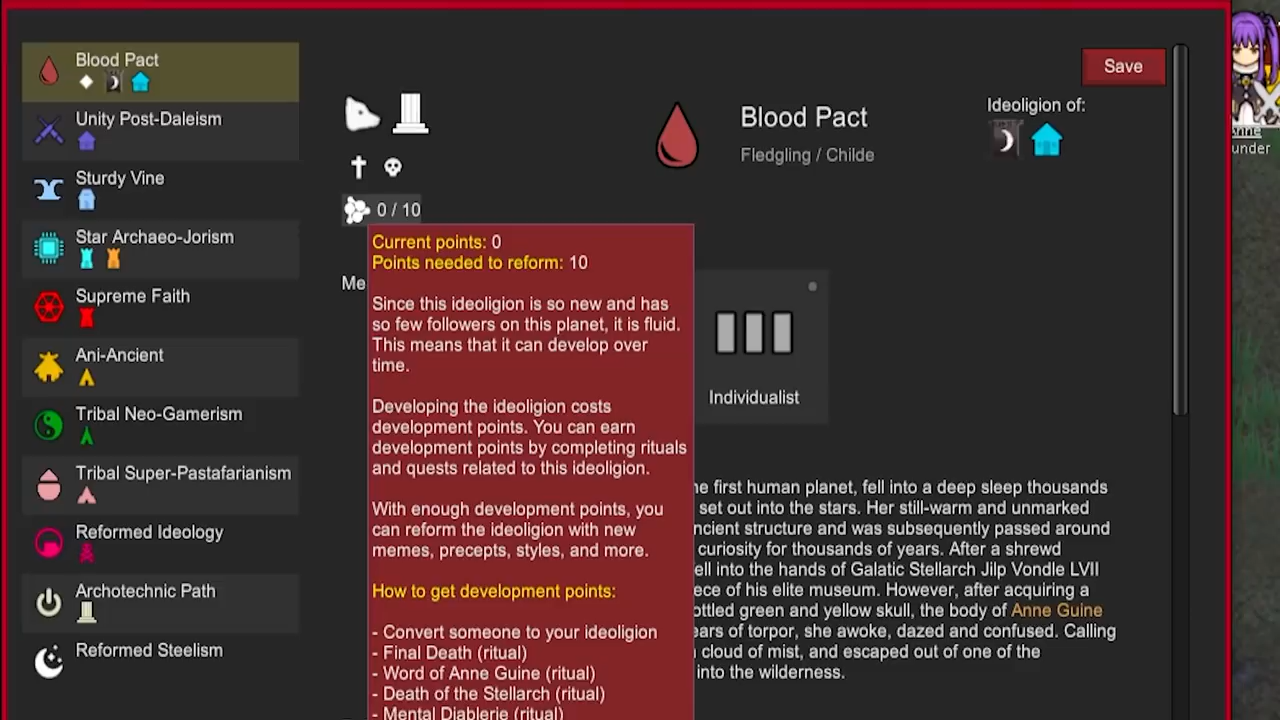 Blood Pact
Unity Post-Daleism
Sturdy Vine
Star Archaeo-Jorism
Supreme Faith
Ani-Ancient
Tribal Neo-Gamerism
Tribal Super-Pastafarianism
Reformed Ideology
Archotechnic Path
Reformed Steelism
Save
Blood Pact
Fledgling / Childe
Ideoligion of:
0 / 10
Current points: 0
Points needed to reform: 10
Since this ideoligion is so new and has
so few followers on this planet, it is fluid.
This means that it can develop over
time.
Developing the ideoligion costs
development points. You can earn
development points by completing rituals
and quests related to this ideoligion.
With enough development points, you
can reform the ideoligion with new
memes, precepts, styles, and more.
How to get development points:
- Convert someone to your ideoligion
- Final Death (ritual)
- Word of Anne Guine (ritual)
- Death of the Stellarch (ritual)
- Mental Diablerie (ritual)
Me
Individualist
first human planet, fell into a deep sleep thousands
set out into the stars. Her still-warm and unmarked
ncient structure and was subsequently passed around
curiosity for thousands of years. After a shrewd
ell into the hands of Galatic Stellarch Jilp Vondle LVII
ece of his elite museum. However, after acquiring a
ottled green and yellow skull, the body of Anne Guine
ears of torpor, she awoke, dazed and confused. Calling
cloud of mist, and escaped out of one of the
into the wilderness.
under